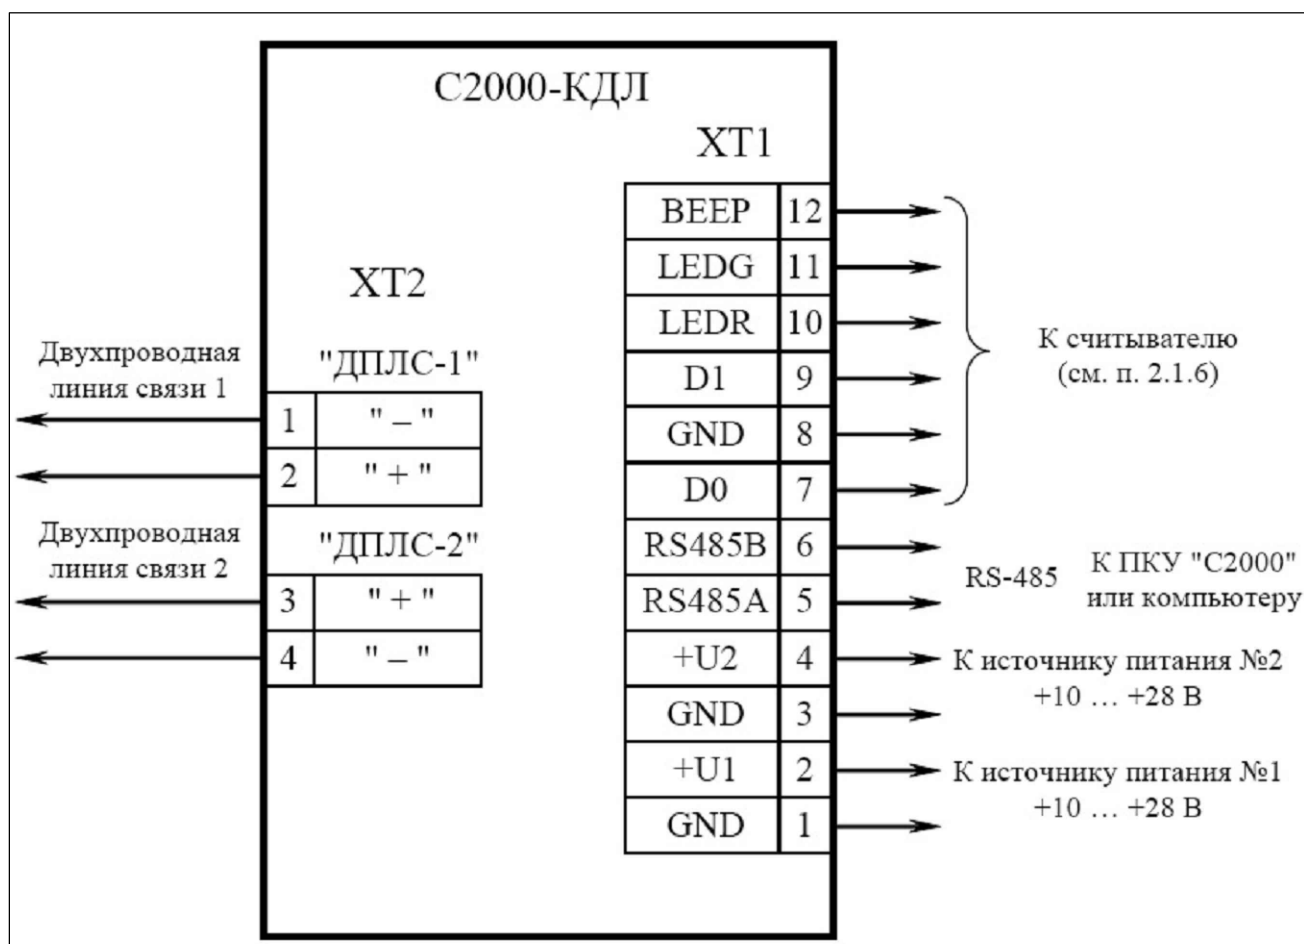 С2000-КДЛ
XT1
BEEP 12
LEDG 11
LEDR 10
D1 9
GND 8
D0 7
RS485B 6
RS485A 5
+U2 4
GND 3
+U1 2
GND 1
XT2
Двухпроводная
линия связи 1
"ДПЛС-1"
1 " – "
2 " + "
Двухпроводная
линия связи 2
"ДПЛС-2"
3 " + "
4 " – "
К считывателю
(см. п. 2.1.6)
RS-485
К ПКУ "С2000"
или компьютеру
К источнику питания №2
+10 … +28 В
К источнику питания №1
+10 … +28 В